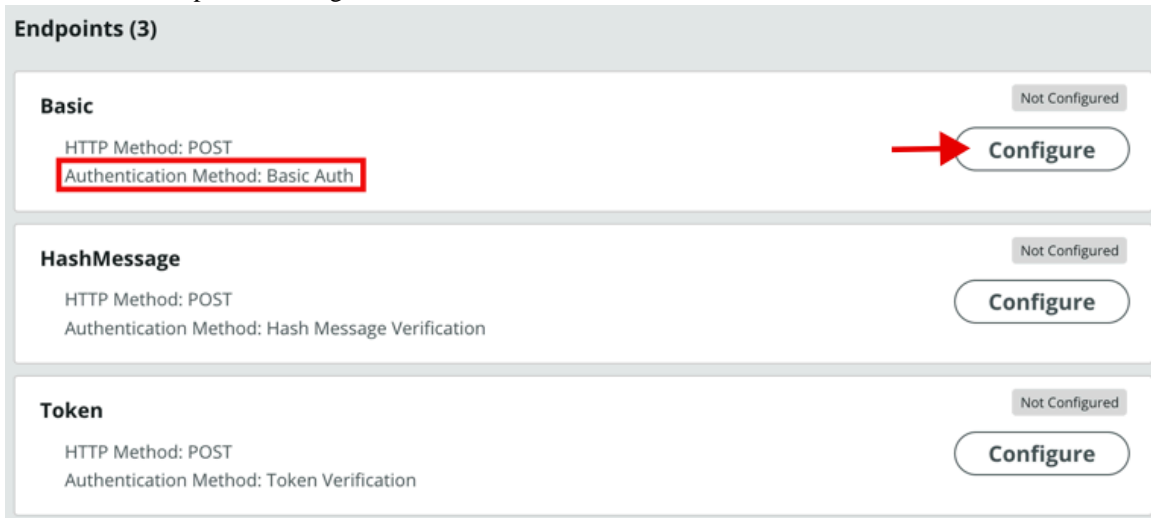 Endpoints (3)
Basic
Not Configured
HTTP Method: POST
Configure
Authentication Method: Basic Auth
HashMessage
Not Configured
HTTP Method: POST
Configure
Authentication Method: Hash Message Verification
Token
Not Configured
HTTP Method: POST
Configure
Authentication Method: Token Verification